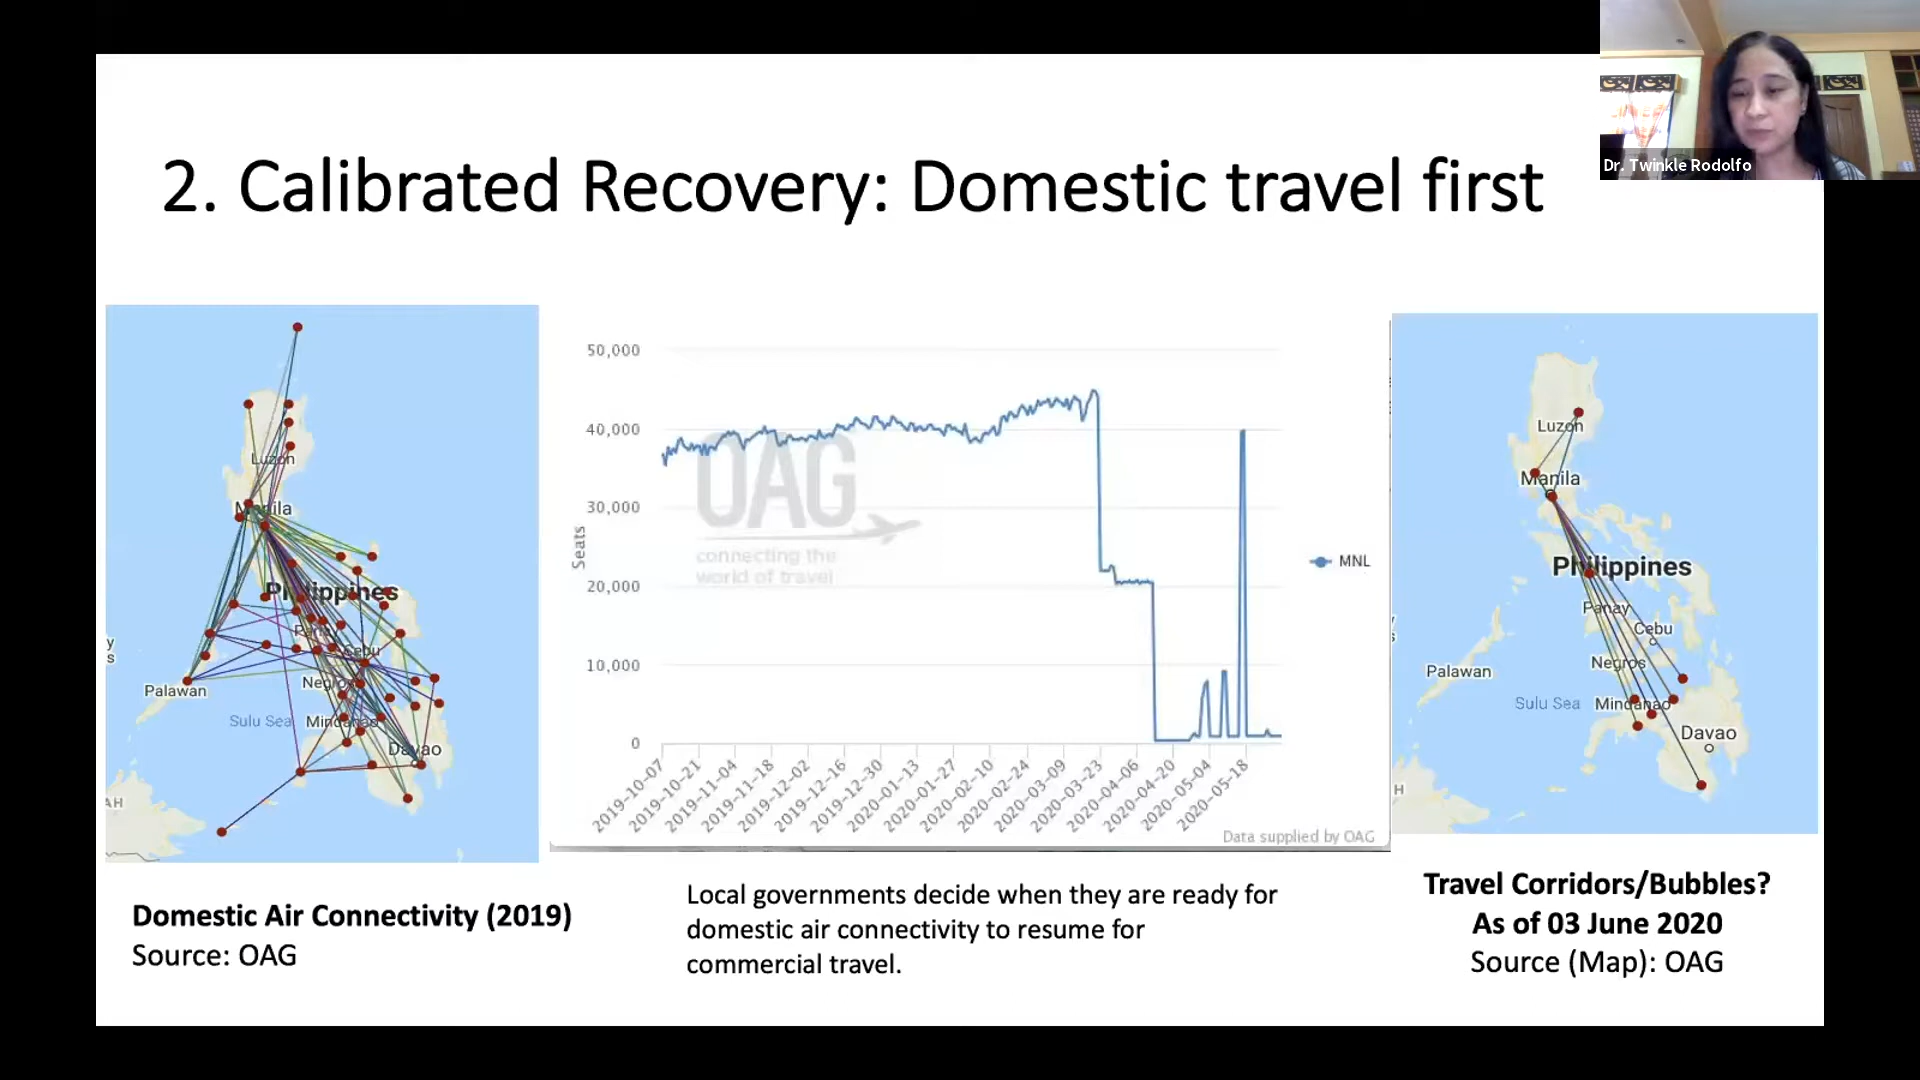 Dr. Twinkle Rodolfo
2. Calibrated Recovery: Domestic travel first
Luzon
Manila
Philippines
Panay
Cebu
Palawan
Negros
Sulu Sea
Mindanao
Davao
AH
y
s
50,000
40,000
30,000
20,000
10,000
0
Seats
OAG
connecting the
world of travel
MNL
2019-10-07
2019-10-21
2019-11-04
2019-11-18
2019-12-02
2019-12-16
2019-12-30
2020-01-13
2020-01-27
2020-02-10
2020-02-24
2020-03-09
2020-03-23
2020-04-06
2020-04-20
2020-05-04
2020-05-18
Data supplied by OAG
Luzon
Manila
Philippines
Panay
Cebu
Negros
Palawan
Sulu Sea
Mindanao
Davao
H
Domestic Air Connectivity (2019)
Source: OAG
Local governments decide when they are ready for
domestic air connectivity to resume for
commercial travel.
Travel Corridors/Bubbles?
As of 03 June 2020
Source (Map): OAG